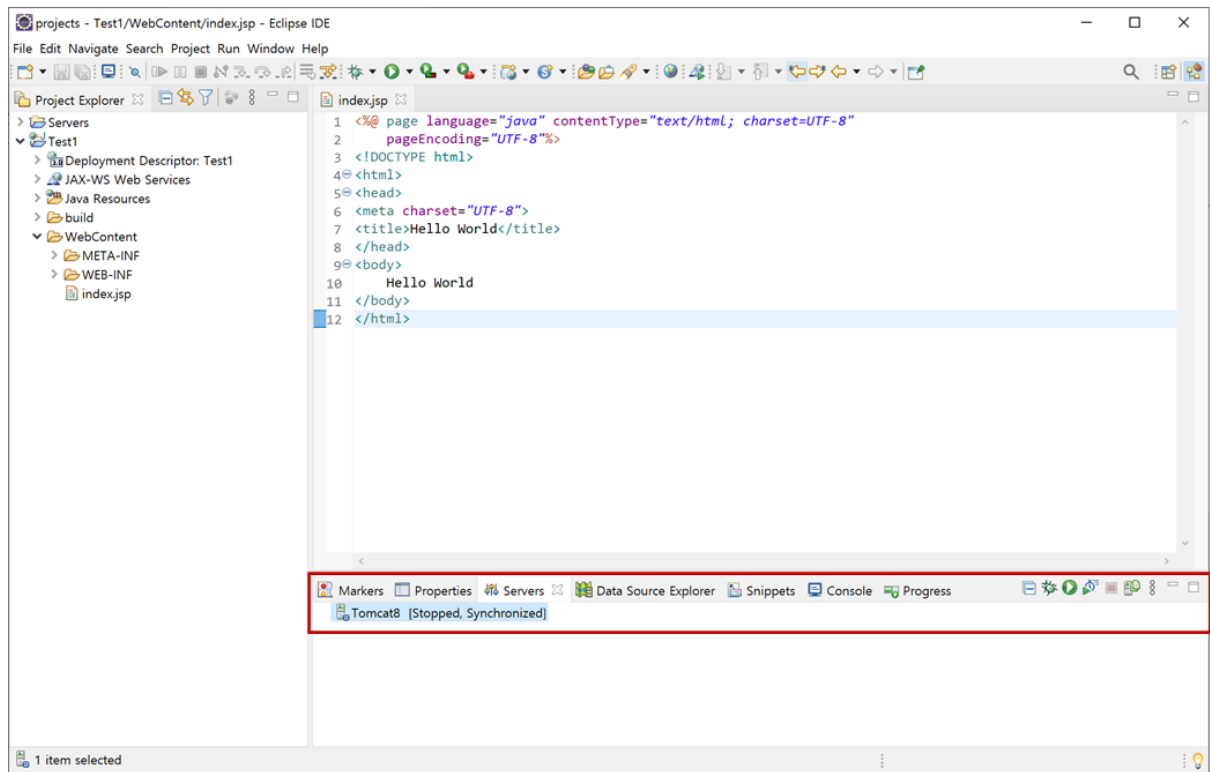 projects - Test1/WebContent/index.jsp - Eclipse IDE
File Edit Navigate Search Project Run Window Help
Project Explorer
Servers
Test1
Deployment Descriptor: Test1
JAX-WS Web Services
Java Resources
build
WebContent
META-INF
WEB-INF
index.jsp
index.jsp
1 <%@ page language="java" contentType="text/html; charset=UTF-8"
2 pageEncoding="UTF-8"%>
3 <!DOCTYPE html>
4 <html>
5 <head>
6 <meta charset="UTF-8">
7 <title>Hello World</title>
8 </head>
9 <body>
10 Hello World
11 </body>
12 </html>
Markers Properties Servers Data Source Explorer Snippets Console Progress
Tomcat8 [Stopped, Synchronized]
1 item selected